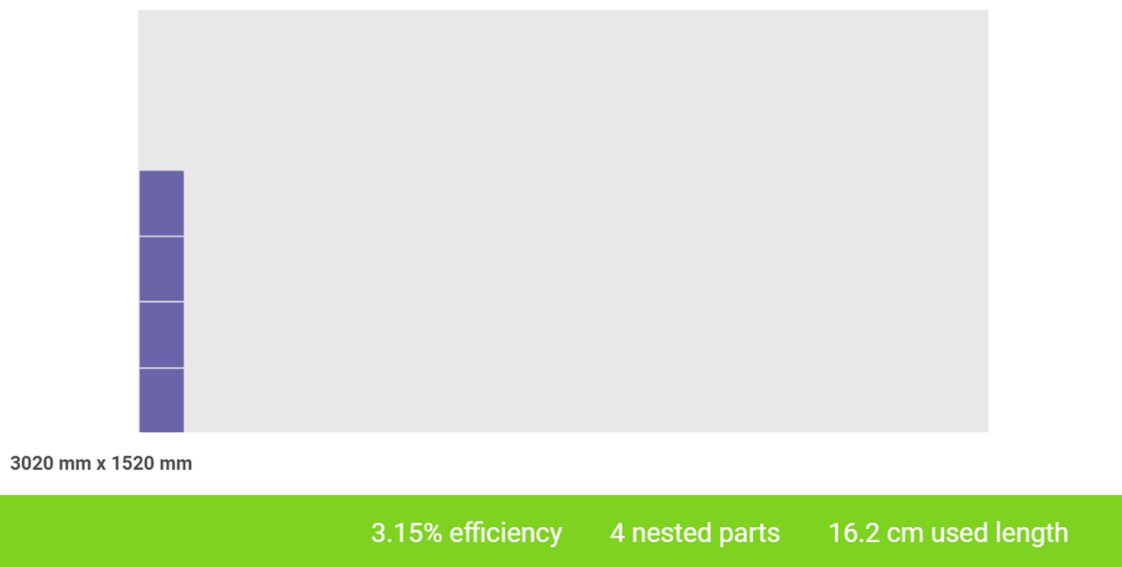 3020 mm x 1520 mm
3.15% efficiency 4 nested parts 16.2 cm used length